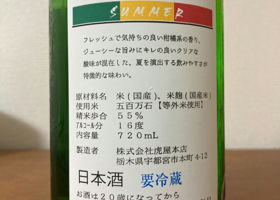 SUMMER
フレッシュで気持ちの良い柑橘系の香り。
ジューシーな旨みにキレの良いクリアな
酸味が混在した、夏を演出する飲みやすさが
特徴的な味わい。
原材料名 米(国産)、米麹(国産米)
使用米 五百万石【等外米使用】
精米歩合 55%
アルコール分 16度
内容量 720mL
製造者 株式会社虎屋本店
栃木県宇都宮市本町4-12
日本酒 要冷蔵
お酒は20歳になってから